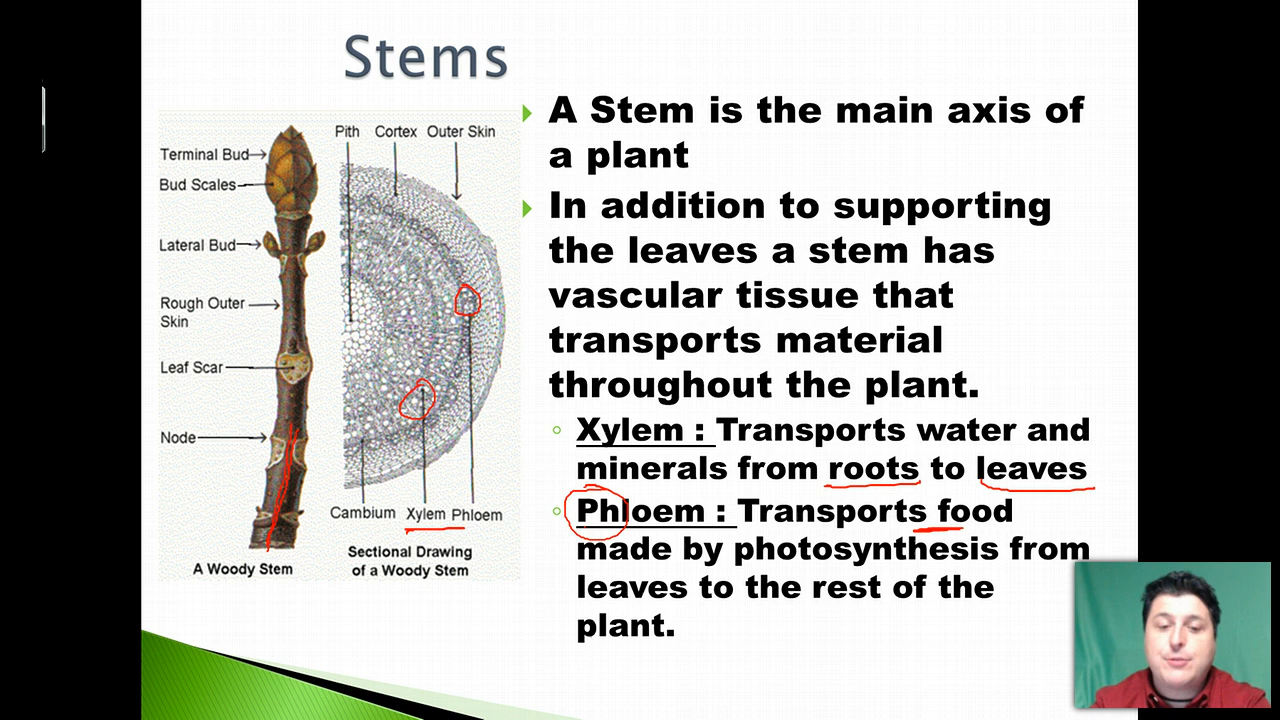 Stems
Pith Cortex Outer Skin
Terminal Bud
Bud Scales
Lateral Bud
Rough Outer
Skin
Leaf Scar
Node
Cambium Xylem Phloem
A Woody Stem
Sectional Drawing
of a Woody Stem
A Stem is the main axis of
a plant
In addition to supporting
the leaves a stem has
vascular tissue that
transports material
throughout the plant.
Xylem : Transports water and
minerals from roots to leaves
Phloem : Transports food
made by photosynthesis from
leaves to the rest of the
plant.